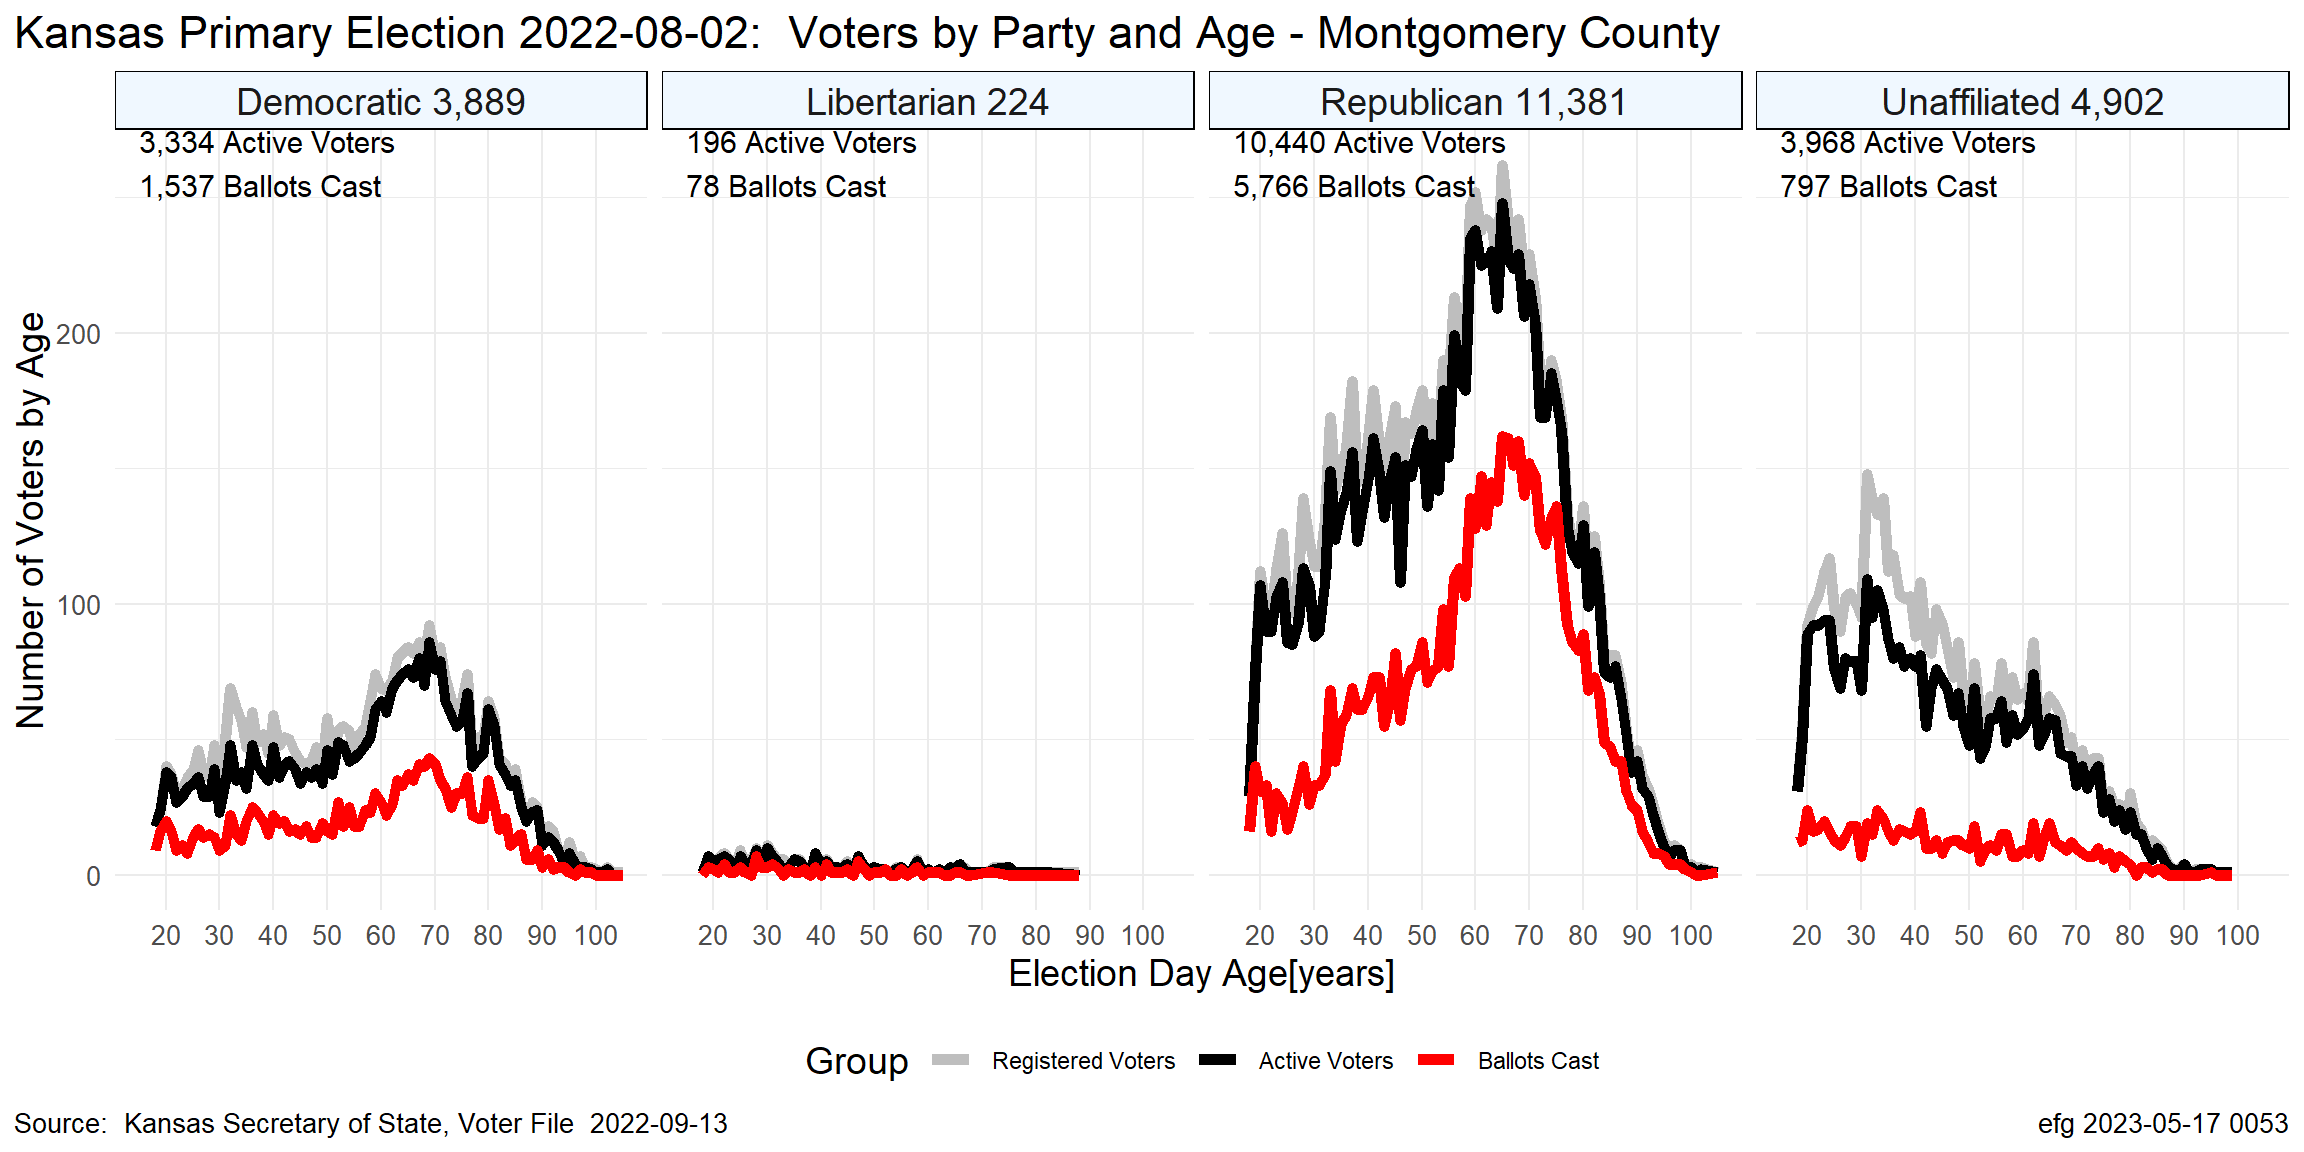 Kansas Primary Election 2022-08-02:  Voters by Party and Age - Montgomery County
Democratic 3,889
Libertarian 224
Republican 11,381
Unaffiliated 4,902
3,334 Active Voters
1,537 Ballots Cast
196 Active Voters
78 Ballots Cast
10,440 Active Voters
5,766 Ballots Cast
3,968 Active Voters
797 Ballots Cast
Number of Voters by Age
200
100
0
20 30 40 50 60 70 80 90 100
20 30 40 50 60 70 80 90 100
20 30 40 50 60 70 80 90 100
20 30 40 50 60 70 80 90 100
Election Day Age[years]
Group Registered Voters Active Voters Ballots Cast
Source:  Kansas Secretary of State, Voter File  2022-09-13
efg 2023-05-17 0053